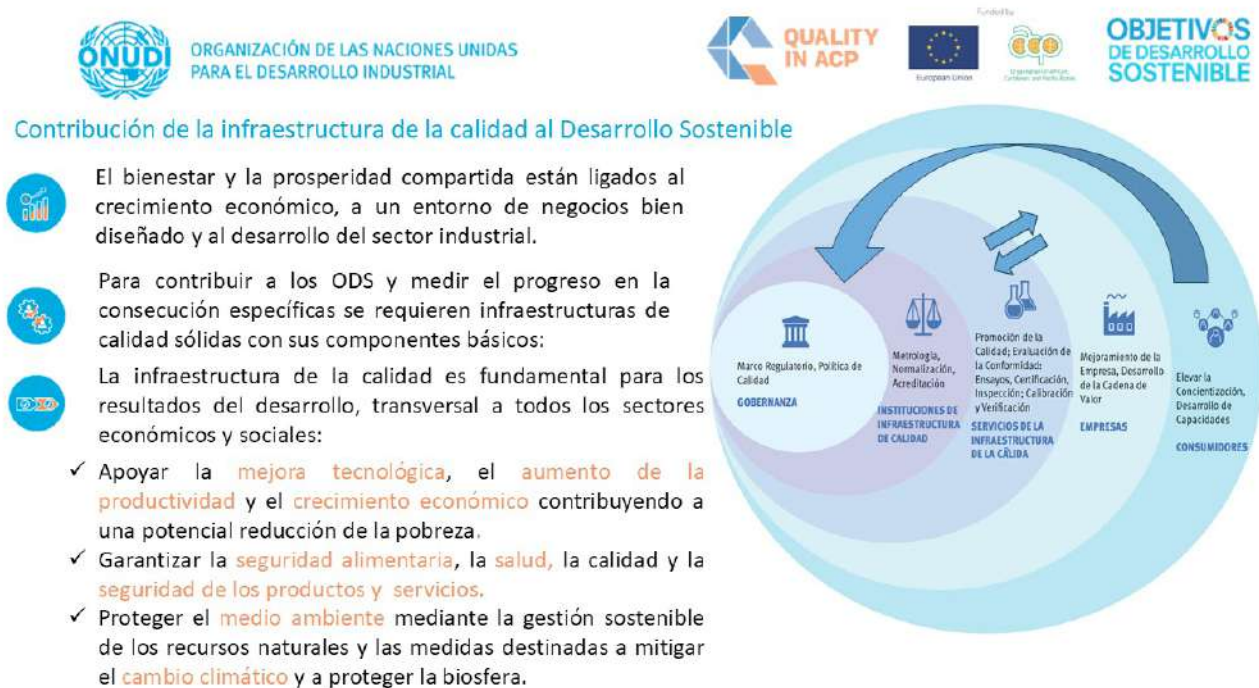 ONUDI
ORGANIZACIÓN DE LAS NACIONES UNIDAS
PARA EL DESARROLLO INDUSTRIAL
QUALITY
IN ACP
Funded by
European Union
OBJETIVOS
DE DESARROLLO
SOSTENIBLE
Contribución de la infraestructura de la calidad al Desarrollo Sostenible
El bienestar y la prosperidad compartida están ligados al
crecimiento económico, a un entorno de negocios bien
diseñado y al desarrollo del sector industrial.
Para contribuir a los ODS y medir el progreso en la
consecución específicas se requieren infraestructuras de
calidad sólidas con sus componentes básicos:
La infraestructura de la calidad es fundamental para los
resultados del desarrollo, transversal a todos los sectores
económicos y sociales:
✓ Apoyar la mejora tecnológica, el aumento de la
productividad y el crecimiento económico contribuyendo a
una potencial reducción de la pobreza.
✓ Garantizar la seguridad alimentaria, la salud, la calidad y la
seguridad de los productos y servicios.
✓ Proteger el medio ambiente mediante la gestión sostenible
de los recursos naturales y las medidas destinadas a mitigar
el cambio climático y a proteger la biosfera.
Marco Regulatorio, Política de
Calidad
GOBERNANZA
Metrología,
Normalización,
Acreditación
INSTITUCIONES DE
INFRAESTRUCTURA
DE CALIDAD
Promoción de la
Calidad; Evaluación de
la Conformidad:
Ensayos, Certificación,
Inspección; Calibración
y Verificación
SERVICIOS DE LA
INFRAESTRUCTURA
DE LA CÁLIDA
Mejoramiento de la
Empresa, Desarrollo
de la Cadena de
Valor
EMPRESAS
Elevar la
Concientización,
Desarrollo de
Capacidades
CONSUMIDORES